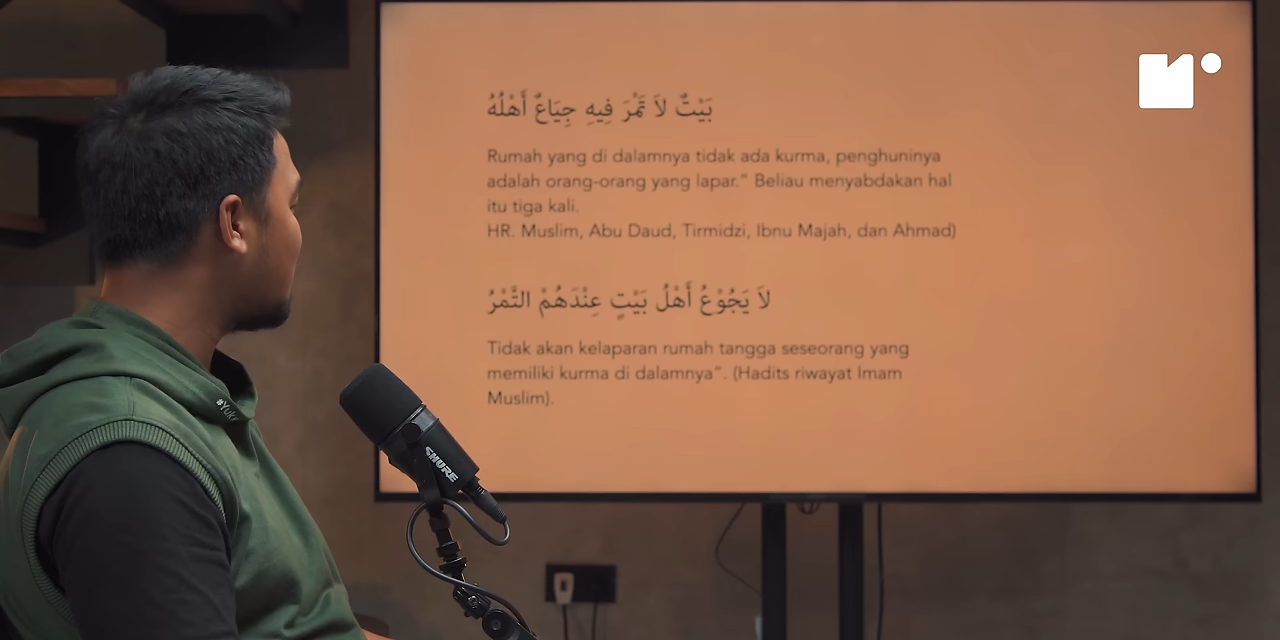 بَيْتٌ لاَ تَمْرَ فِيهِ جِيَاعٌ أَهْلُهُ
Rumah yang di dalamnya tidak ada kurma, penghuninya
adalah orang-orang yang lapar.” Beliau menyabdakan hal
itu tiga kali.
HR. Muslim, Abu Daud, Tirmidzi, Ibnu Majah, dan Ahmad)
لاَ يَجُوْعُ أَهْلُ بَيْتٍ عِنْدَهُمْ التَّمْرُ
Tidak akan kelaparan rumah tangga seseorang yang
memiliki kurma di dalamnya”. (Hadits riwayat Imam
Muslim).
SHURE